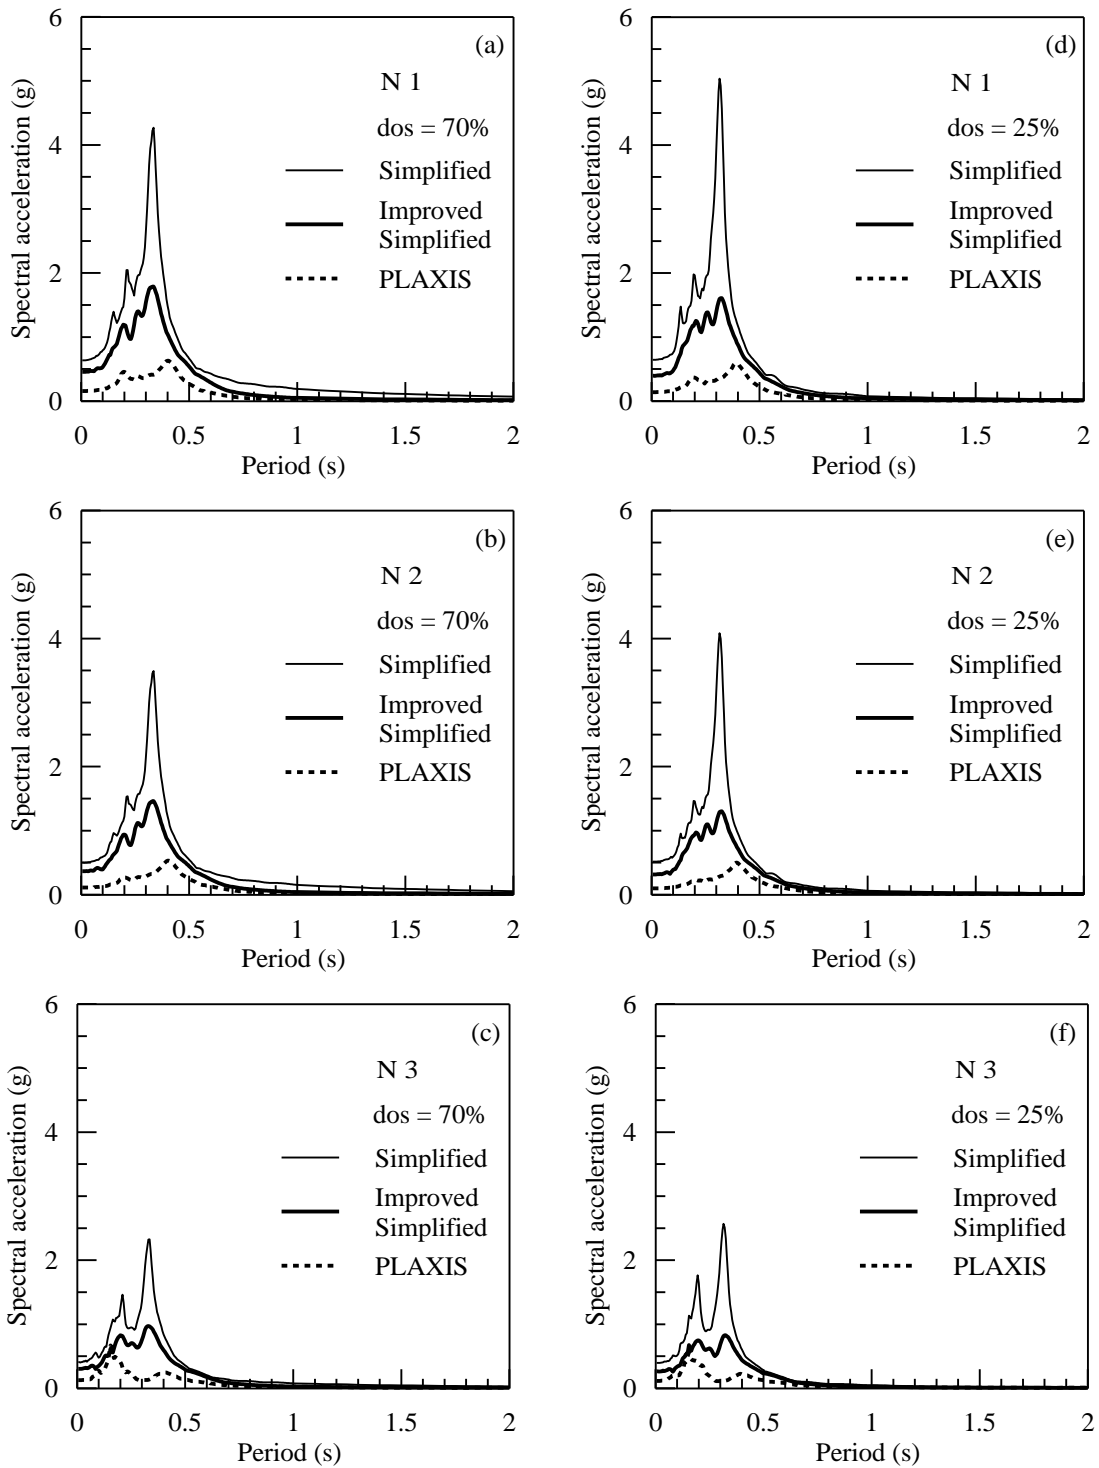 6
(a)
N 1
dos = 70%
4
Simplified
Improved
Simplified
2
PLAXIS
0
0 0.5 1 1.5 2
Period (s)
Spectral acceleration (g)
6
(d)
N 1
dos = 25%
4
Simplified
Improved
Simplified
2
PLAXIS
0
0 0.5 1 1.5 2
Period (s)
Spectral acceleration (g)
6
(b)
N 2
dos = 70%
4
Simplified
Improved
Simplified
2
PLAXIS
0
0 0.5 1 1.5 2
Period (s)
Spectral acceleration (g)
6
(e)
N 2
dos = 25%
4
Simplified
Improved
Simplified
2
PLAXIS
0
0 0.5 1 1.5 2
Period (s)
Spectral acceleration (g)
6
(c)
N 3
dos = 70%
4
Simplified
Improved
Simplified
2
PLAXIS
0
0 0.5 1 1.5 2
Period (s)
Spectral acceleration (g)
6
(f)
N 3
dos = 25%
4
Simplified
Improved
Simplified
2
PLAXIS
0
0 0.5 1 1.5 2
Period (s)
Spectral acceleration (g)